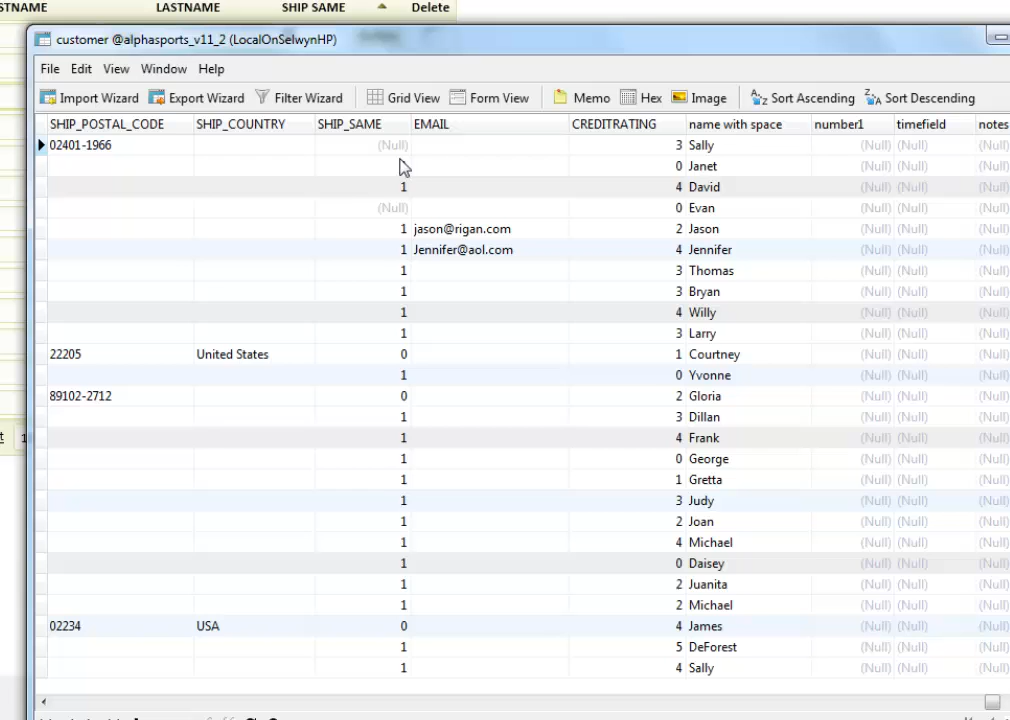 STNAME LASTNAME SHIP SAME Delete
customer @alphasports_v11_2 (LocalOnSelwynHP)
File Edit View Window Help
Import Wizard Export Wizard Filter Wizard Grid View Form View Memo Hex Image Sort Ascending Sort Descending
SHIP_POSTAL_CODE SHIP_COUNTRY SHIP_SAME EMAIL CREDITRATING name with space number1 timefield notes
02401-1966 (Null) 3 Sally (Null) (Null) (Null)
0 Janet (Null) (Null) (Null)
1 4 David (Null) (Null) (Null)
(Null) 0 Evan (Null) (Null) (Null)
1 jason@rigan.com 2 Jason (Null) (Null) (Null)
1 Jennifer@aol.com 4 Jennifer (Null) (Null) (Null)
1 3 Thomas (Null) (Null) (Null)
1 3 Bryan (Null) (Null) (Null)
1 4 Willy (Null) (Null) (Null)
1 3 Larry (Null) (Null) (Null)
22205 United States 0 1 Courtney (Null) (Null) (Null)
1 0 Yvonne (Null) (Null) (Null)
89102-2712 0 2 Gloria (Null) (Null) (Null)
1 3 Dillan (Null) (Null) (Null)
1 4 Frank (Null) (Null) (Null)
1 0 George (Null) (Null) (Null)
1 1 Gretta (Null) (Null) (Null)
1 3 Judy (Null) (Null) (Null)
1 2 Joan (Null) (Null) (Null)
1 4 Michael (Null) (Null) (Null)
1 0 Daisey (Null) (Null) (Null)
1 2 Juanita (Null) (Null) (Null)
1 2 Michael (Null) (Null) (Null)
02234 USA 0 4 James (Null) (Null) (Null)
1 5 DeForest (Null) (Null) (Null)
1 4 Sally (Null) (Null) (Null)